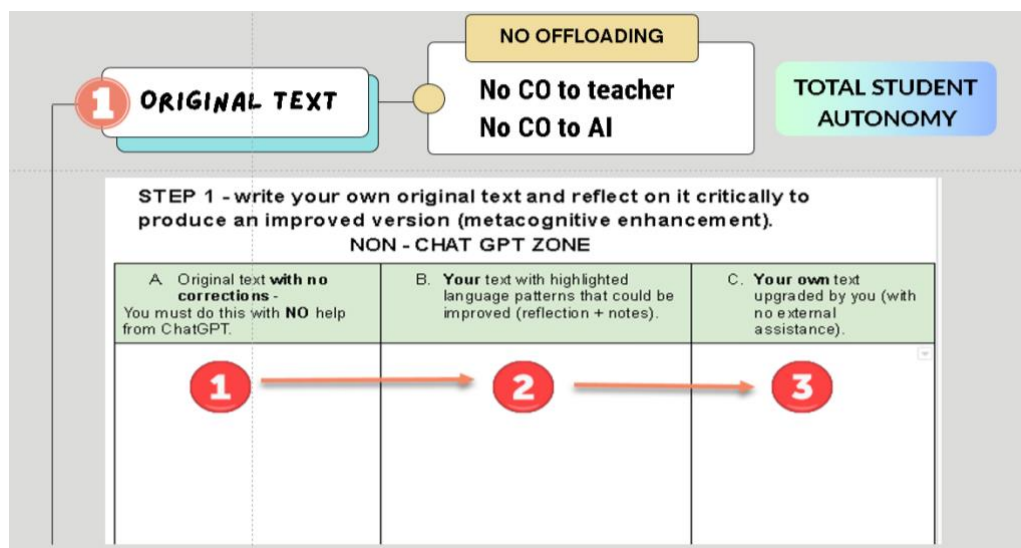 NO OFFLOADING
1
ORIGINAL TEXT
No CO to teacher
No CO to AI
TOTAL STUDENT
AUTONOMY
STEP 1 - write your own original text and reflect on it critically to
produce an improved version (metacognitive enhancement).
NON - CHAT GPT ZONE
A. Original text with no
corrections -
You must do this with NO help
from ChatGPT.
B. Your text with highlighted
language patterns that could be
improved (reflection + notes).
C. Your own text
upgraded by you (with
no external
assistance).
1
2
3